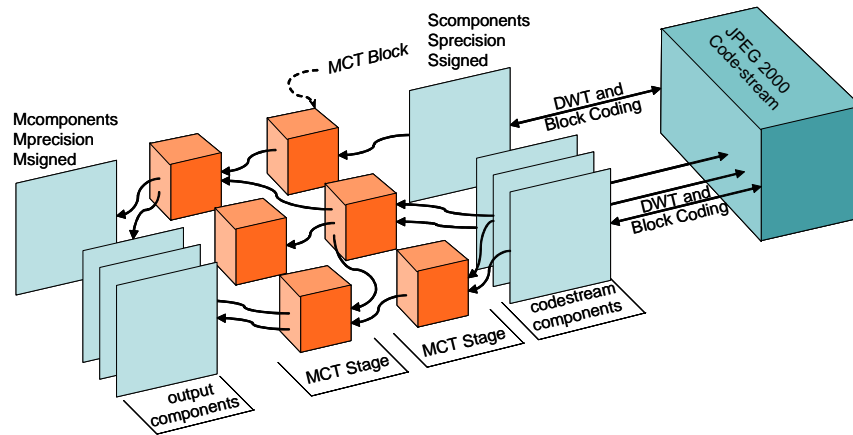 Scomponents
Sprecision
Ssigned
MCT Block
JPEG 2000
Code-stream
DWT and
Block Coding
Mcomponents
Mprecision
Msigned
DWT and
Block Coding
codestream
components
MCT Stage
MCT Stage
output
components